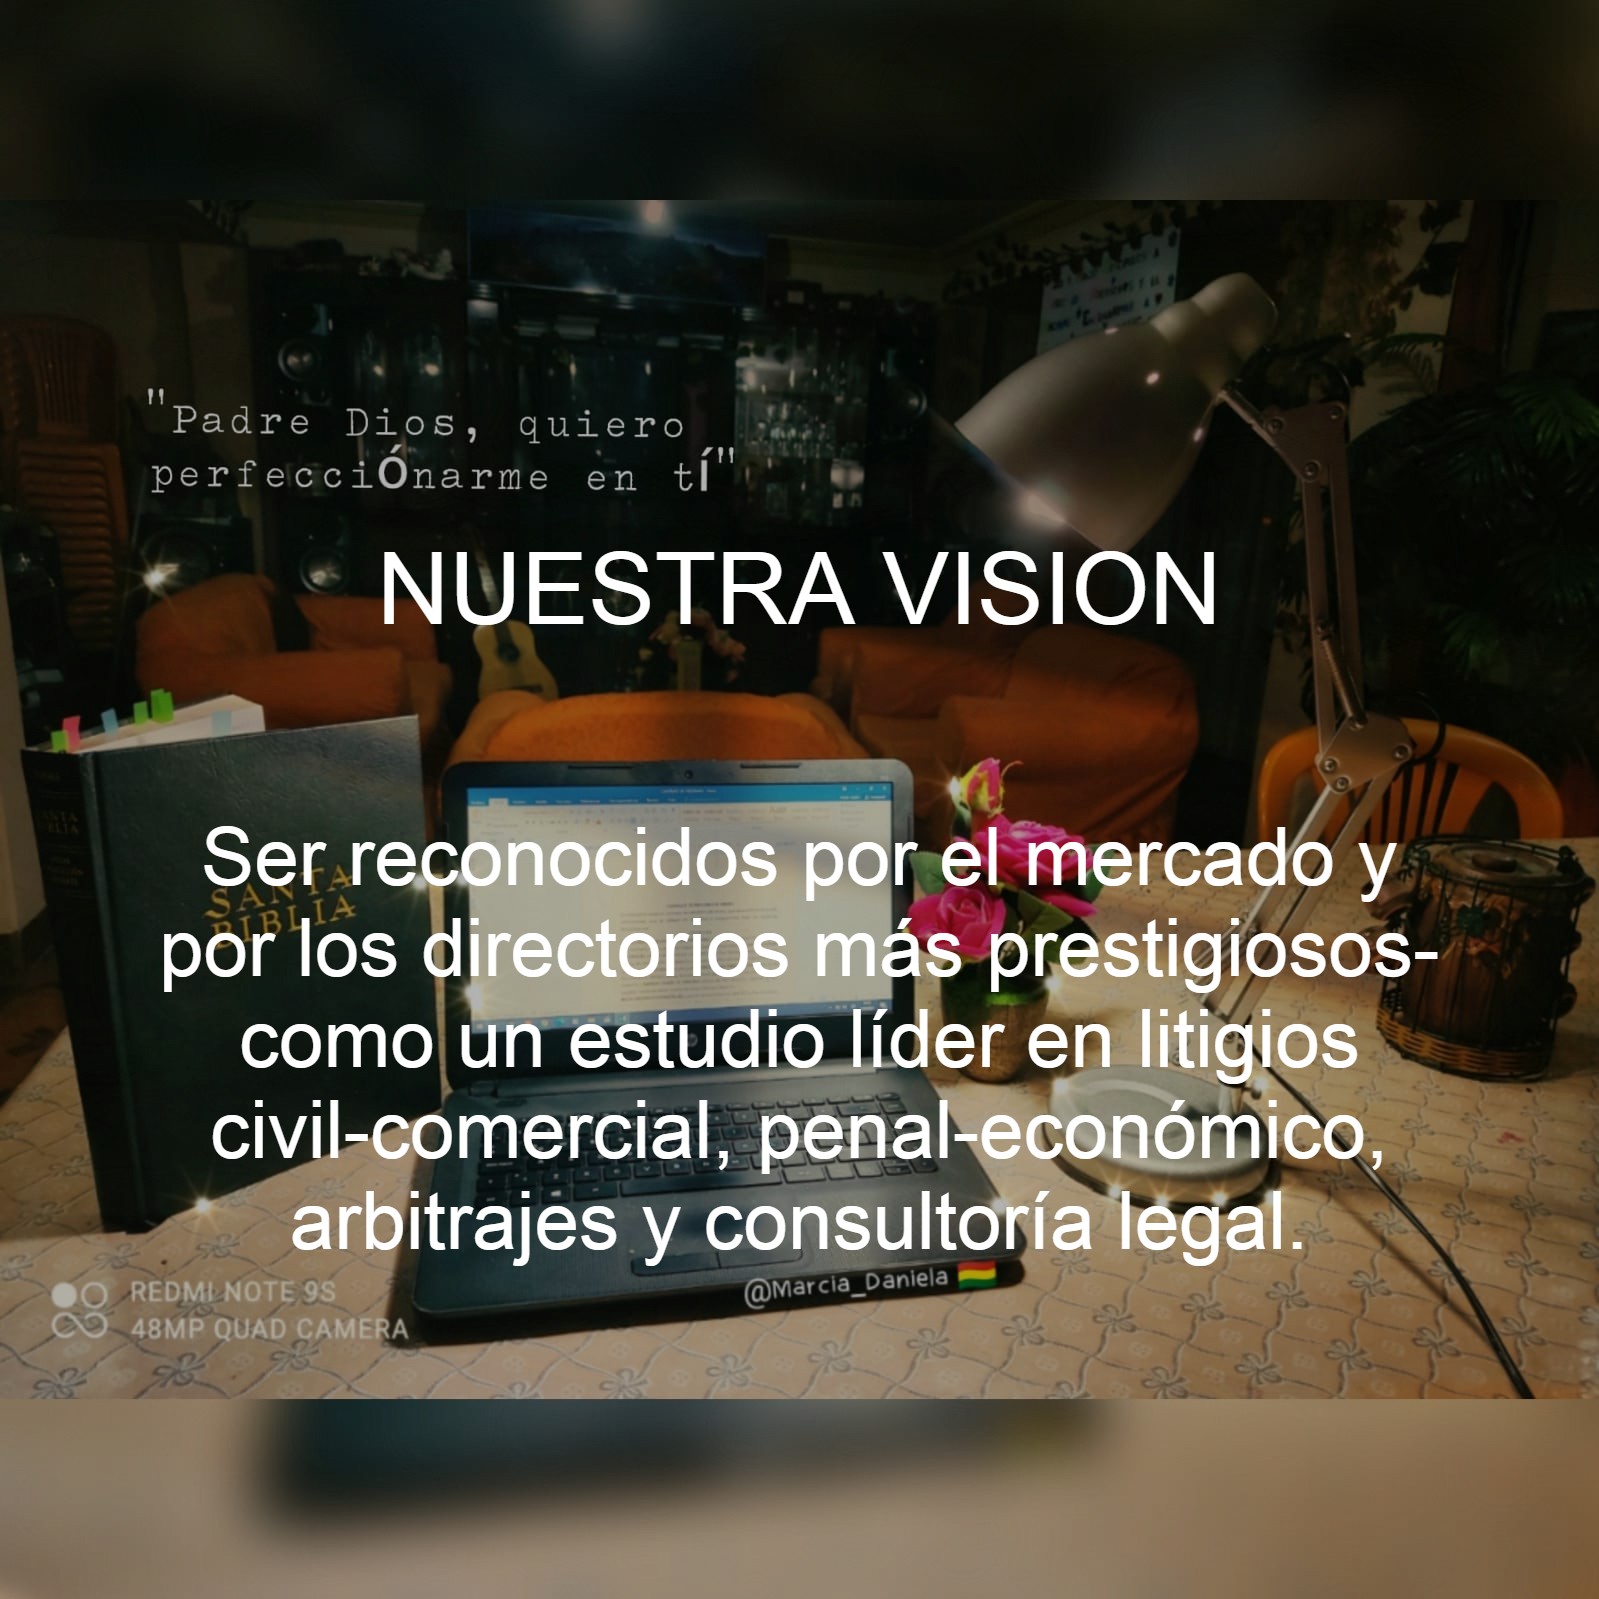 "Padre Dios, quiero
perfecciÓnarme en tÍ"
NUESTRA VISION
Ser reconocidos por el mercado y
por los directorios más prestigiosos-
como un estudio líder en litigios
civil-comercial, penal-económico,
arbitrajes y consultoría legal.
SANTA
BIBLIA
SANTA
BIBLIA
@Marcia_Daniela
REDMI NOTE 9S
48MP QUAD CAMERA